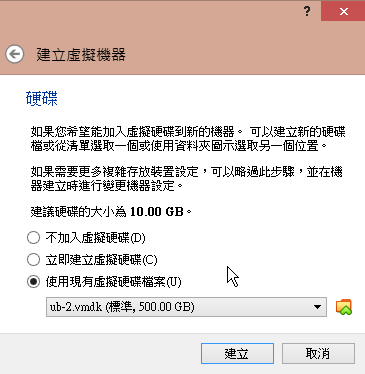 ?
建立虛擬機器
硬碟
如果您希望能加入虛擬硬碟到新的機器。 可以建立新的硬碟
檔或從清單選取一個或使用資料夾圖示選取另一個位置。
如果需要更多複雜存放裝置設定，可以略過此步驟，並在機
器建立時進行變更機器設定。
建議硬碟的大小為 10.00 GB。
不加入虛擬硬碟(D)
立即建立虛擬硬碟(C)
使用現有虛擬硬碟檔案(U)
ub-2.vmdk (標準, 500.00 GB)
建立
取消